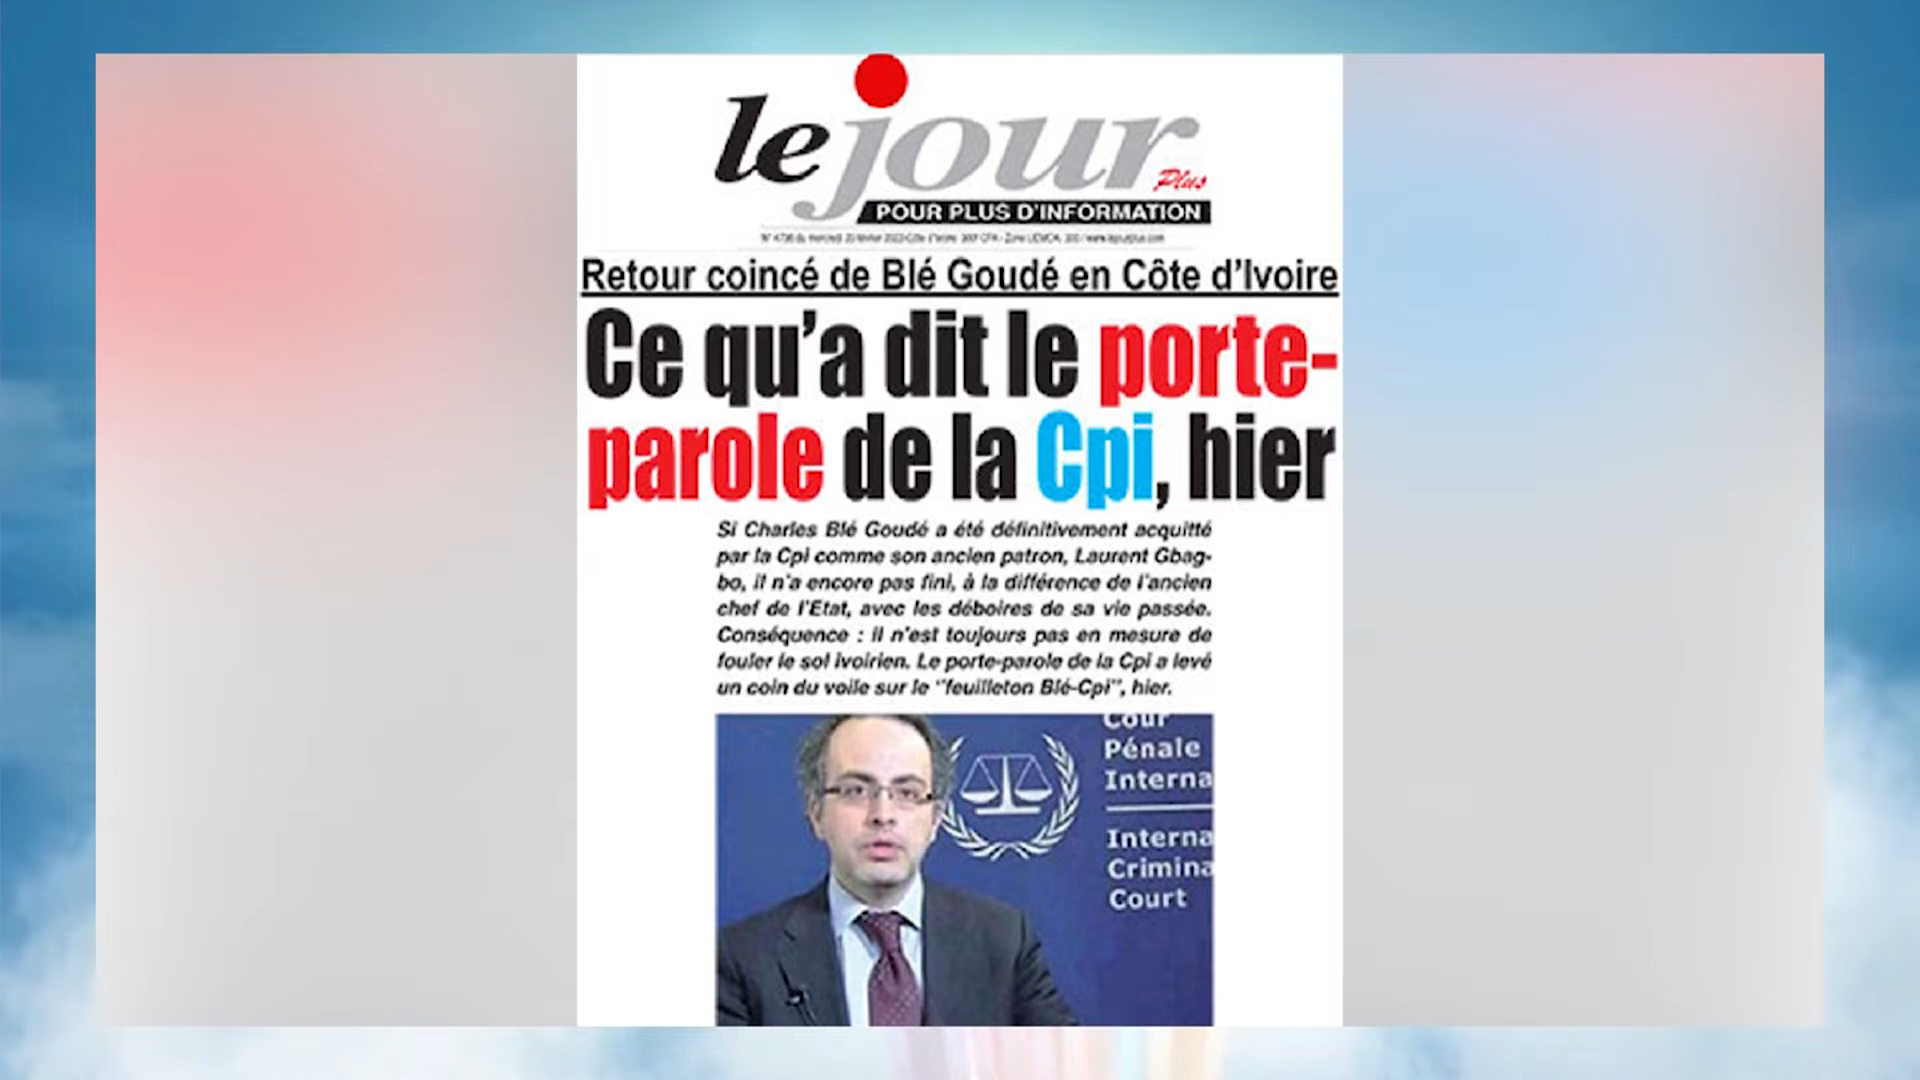 le jour
Plus
POUR PLUS D'INFORMATION
Retour coincé de Blé Goudé en Côte d'Ivoire
Ce qu'a dit le porte-
parole de la Cpi, hier
Si Charles Blé Goudé a été définitivement acquitté
par la Cpi comme son ancien patron, Laurent Gbag-
bo, il n'a encore pas fini, à la différence de l'ancien
chef de l'Etat, avec les déboires de sa vie passée.
Conséquence : il n'est toujours pas en mesure de
fouler le sol ivoirien. Le porte-parole de la Cpi a levé
un coin du voile sur le "feuilleton Blé-Cpi", hier.
Cour
Pénale
Interna
Interna
Crimina
Court